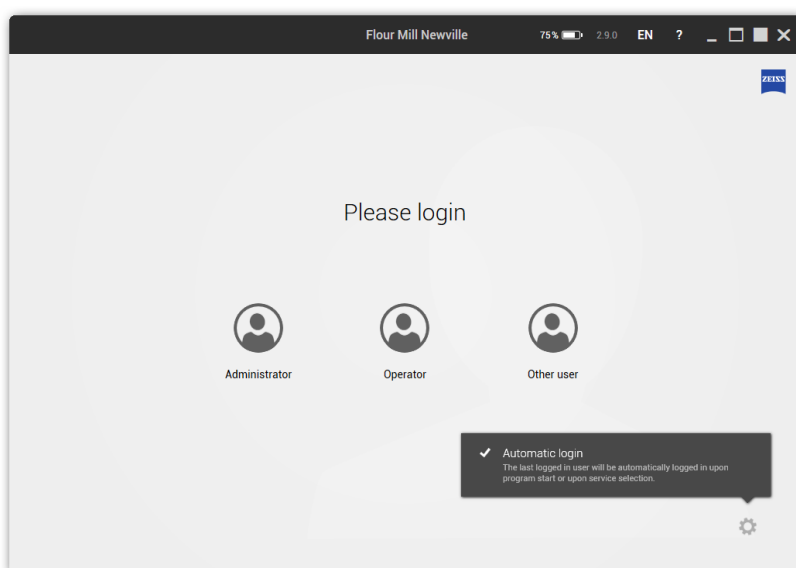 Flour Mill Newville 75% 2.9.0 EN ?
ZEISS
Please login
Administrator Operator Other user
Automatic login
The last logged in user will be automatically logged in upon
program start or upon service selection.